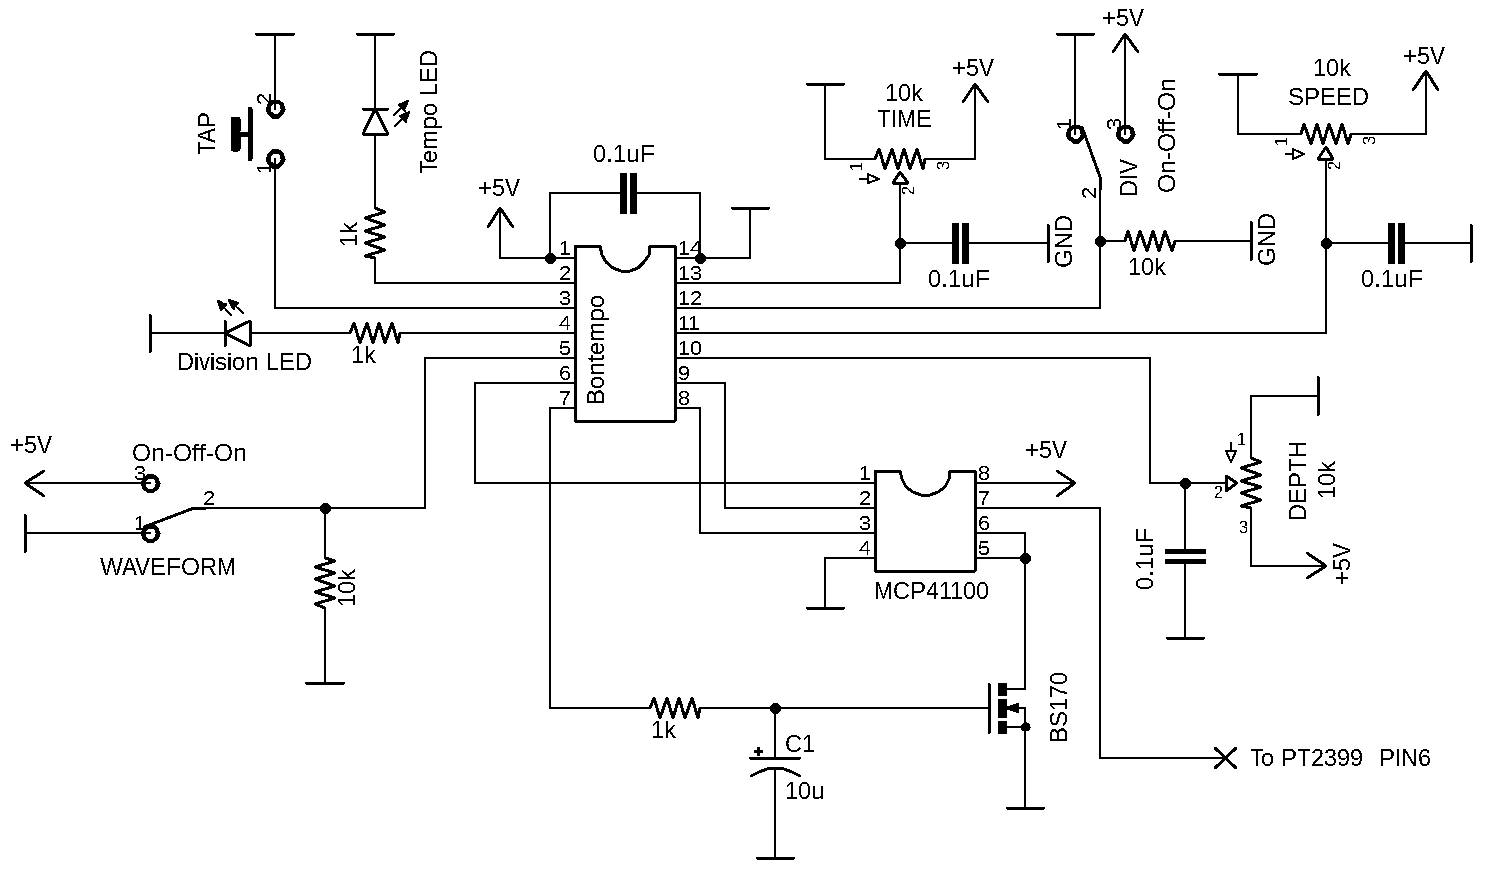 +5V
+5V
+5V
10k
SPEED
10k
TIME
1
3
2
1
3
2
1
3
2
DIV
On-Off-On
TAP
2
1
Tempo LED
1k
+5V
0.1uF
0.1uF
GND
10k
GND
0.1uF
1
2
3
4
5
6
7
Bontempo
14
13
12
11
10
9
8
Division LED
1k
+5V
On-Off-On
3
2
1
WAVEFORM
10k
+5V
1
2
3
4
8
7
6
5
MCP41100
1
2
3
DEPTH
10k
+5V
0.1uF
1k
+
C1
10u
BS170
To PT2399 PIN6